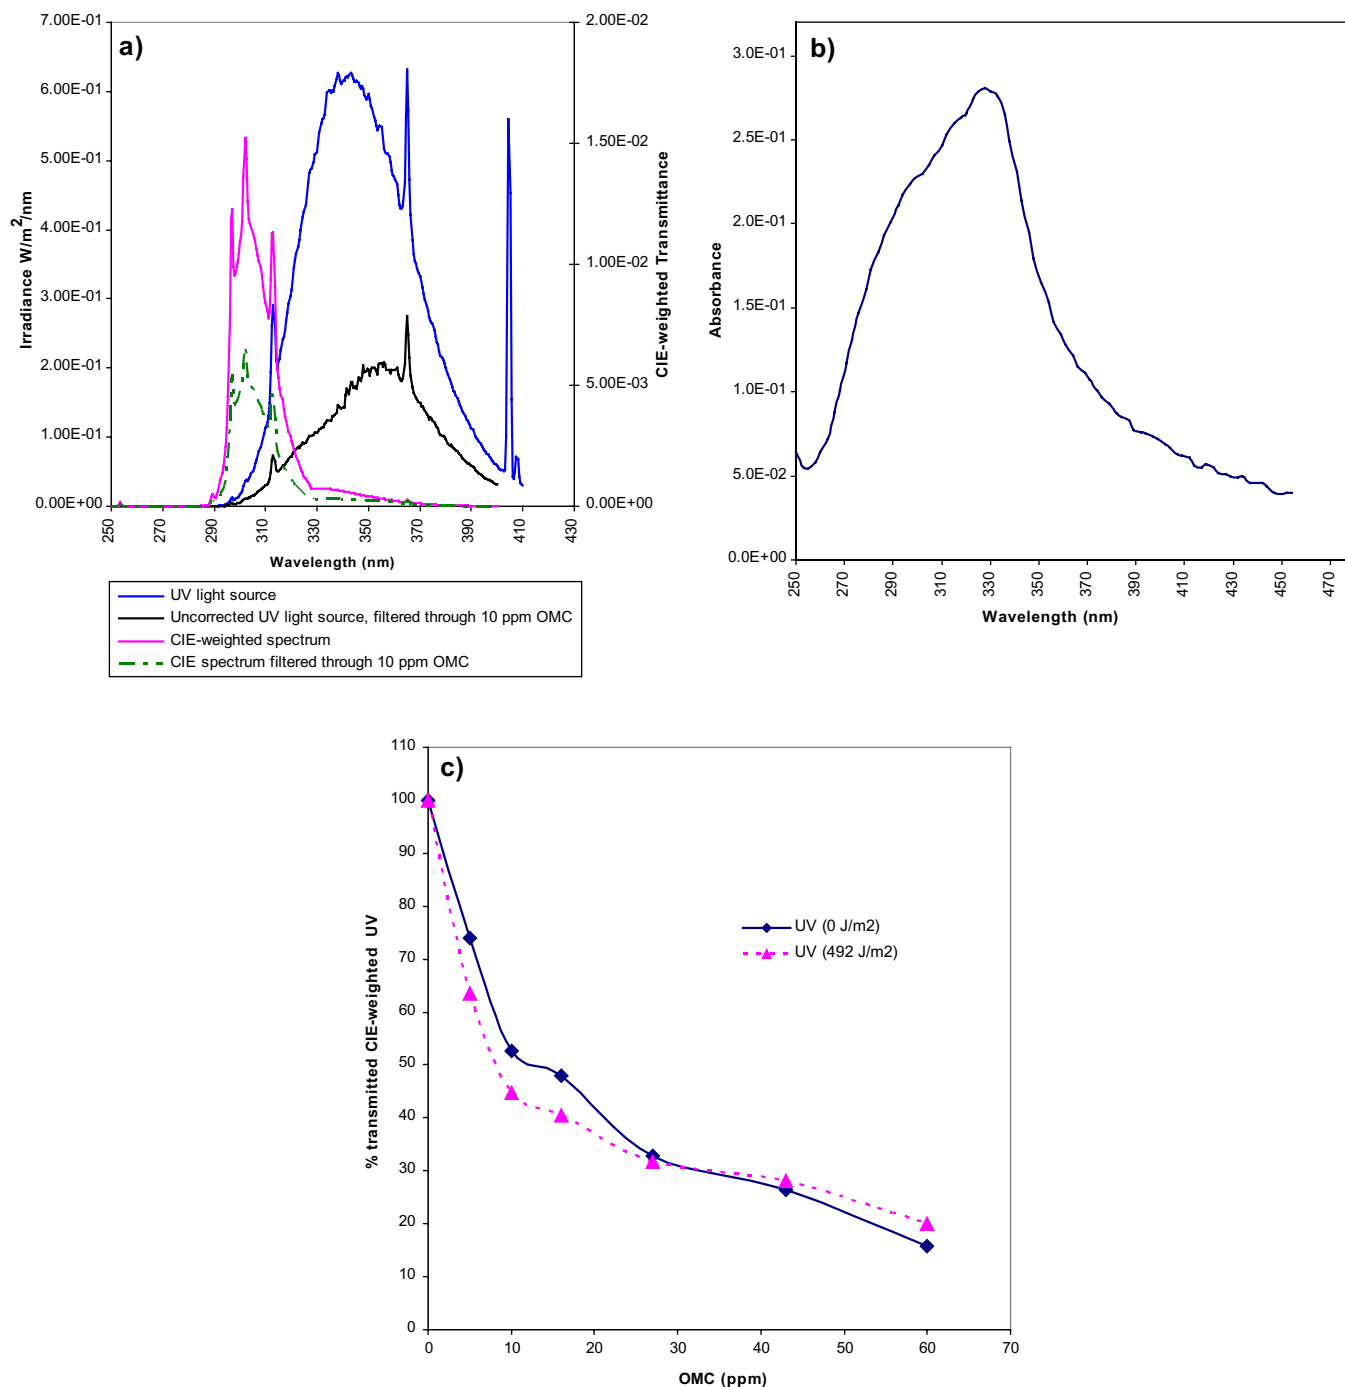 a)
7.00E-01
6.00E-01
5.00E-01
4.00E-01
3.00E-01
2.00E-01
1.00E-01
0.00E+00
Irradiance W/m²/nm
2.00E-02
1.50E-02
1.00E-02
5.00E-03
0.00E+00
CIE-weighted Transmittance
250 270 290 310 330 350 370 390 410 430
Wavelength (nm)
UV light source
Uncorrected UV light source, filtered through 10 ppm OMC
CIE-weighted spectrum
CIE spectrum filtered through 10 ppm OMC
b)
3.0E-01
2.5E-01
2.0E-01
1.5E-01
1.0E-01
5.0E-02
0.0E+00
Absorbance
250 270 290 310 330 350 370 390 410 430 450 470
Wavelength (nm)
c)
110
100
90
80
70
60
50
40
30
20
10
0
% transmitted CIE-weighted UV
UV (0 J/m2)
UV (492 J/m2)
0 10 20 30 40 50 60 70
OMC (ppm)